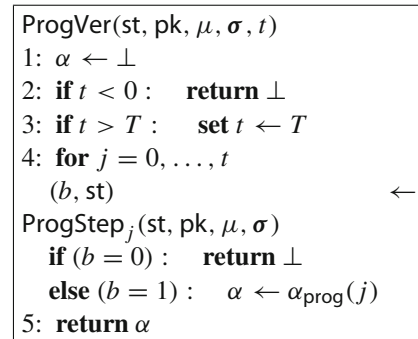 ProgVer(st, pk, μ, σ, t)
1: α ← ⊥
2: if t < 0 : return ⊥
3: if t > T : set t ← T
4: for j = 0, . . . , t
(b, st) ←
ProgStep_j(st, pk, μ, σ)
if (b = 0) : return ⊥
else (b = 1) : α ← α_prog(j)
5: return α